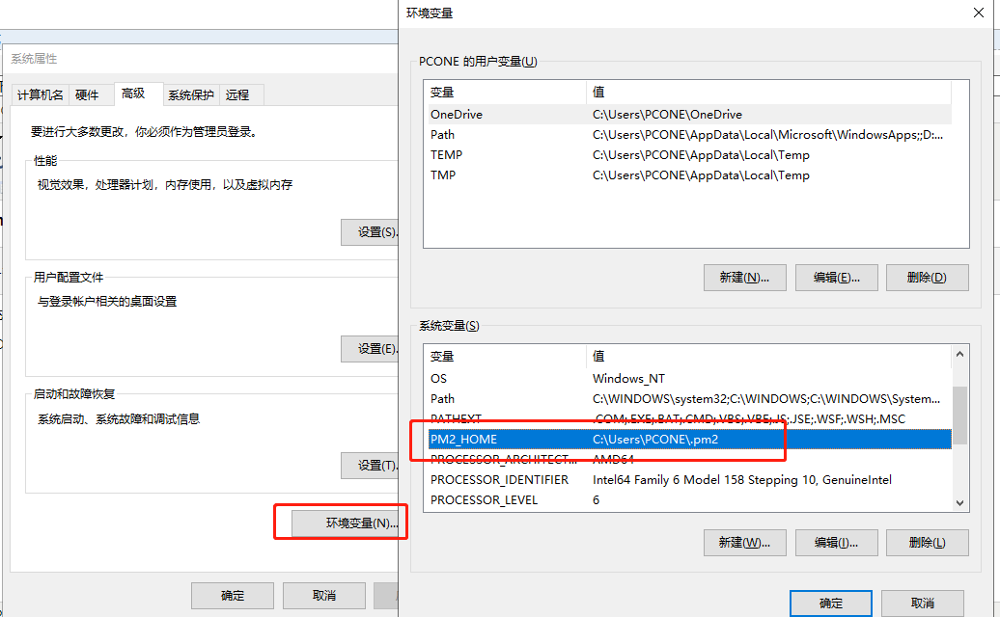 系统属性
计算机名 硬件 高级 系统保护 远程
要进行大多数更改，你必须作为管理员登录。
性能
视觉效果，处理器计划，内存使用，以及虚拟内存
设置(S)..
用户配置文件
与登录帐户相关的桌面设置
设置(E)..
启动和故障恢复
系统启动、系统故障和调试信息
设置(T)..
环境变量(N)...
确定 取消
环境变量
PCONE 的用户变量(U)
变量 值
OneDrive C:\Users\PCONE\OneDrive
Path C:\Users\PCONE\AppData\Local\Microsoft\WindowsApps;;D:...
TEMP C:\Users\PCONE\AppData\Local\Temp
TMP C:\Users\PCONE\AppData\Local\Temp
新建(N)... 编辑(E)... 删除(D)
系统变量(S)
变量 值
OS Windows_NT
Path C:\WINDOWS\system32;C:\WINDOWS;C:\WINDOWS\System...
PATHEXT .COM;.EXE;.BAT;.CMD;.VBS;.VBE;.JS;.JSE;.WSF;.WSH;.MSC
PM2_HOME C:\Users\PCONE\.pm2
PROCESSOR_ARCHITECT... AMD64
PROCESSOR_IDENTIFIER Intel64 Family 6 Model 158 Stepping 10, GenuineIntel
PROCESSOR_LEVEL 6
新建(W)... 编辑(I)... 删除(L)
确定 取消